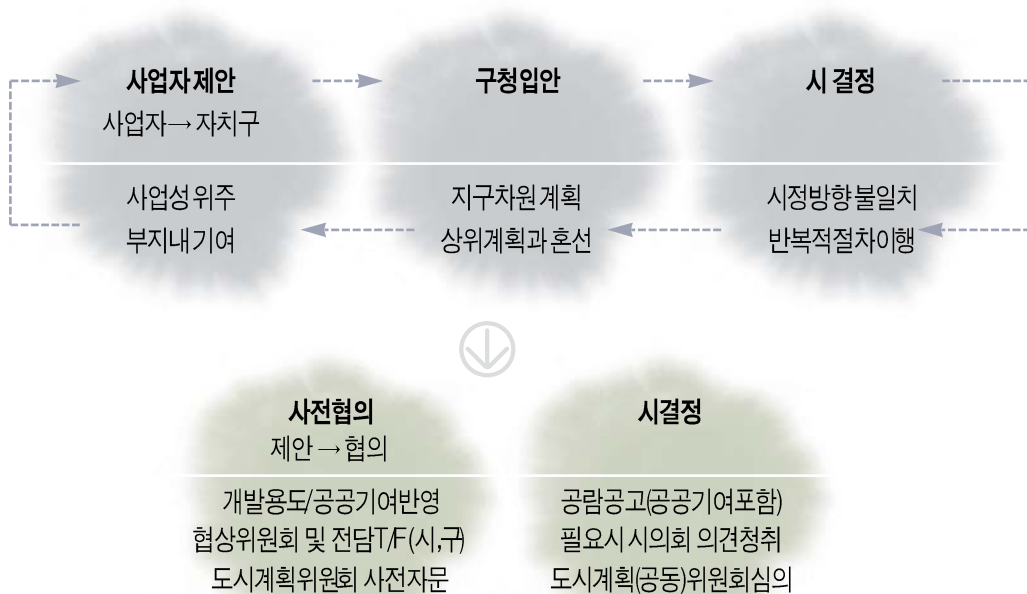 사업자 제안
사업자 → 자치구
사업성 위주
부지내 기여
구청입안
지구차원 계획
상위계획과 혼선
시 결정
시정방향 불일치
반복적절차이행
사전협의
제안 → 협의
개발용도/공공기여반영
협상위원회 및 전담T/F(시,구)
도시계획위원회 사전자문
시결정
공람공고(공공기여포함)
필요시 시의회 의견청취
도시계획(공동)위원회심의